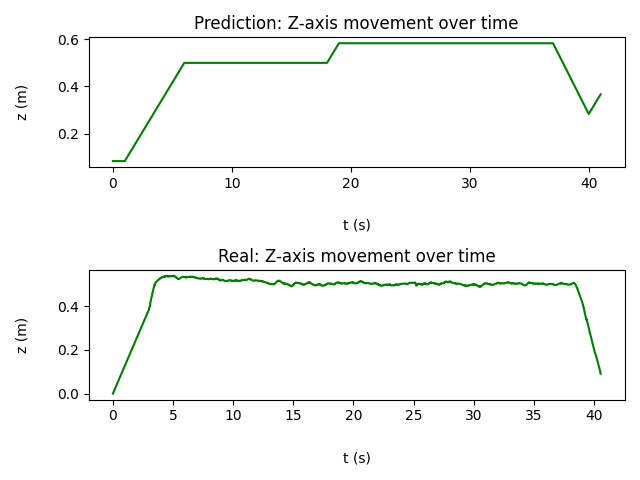 Prediction: Z-axis movement over time
0.6
0.4
0.2
z (m)
0 10 20 30 40
t (s)
Real: Z-axis movement over time
0.4
0.2
0.0
z (m)
0 5 10 15 20 25 30 35 40
t (s)